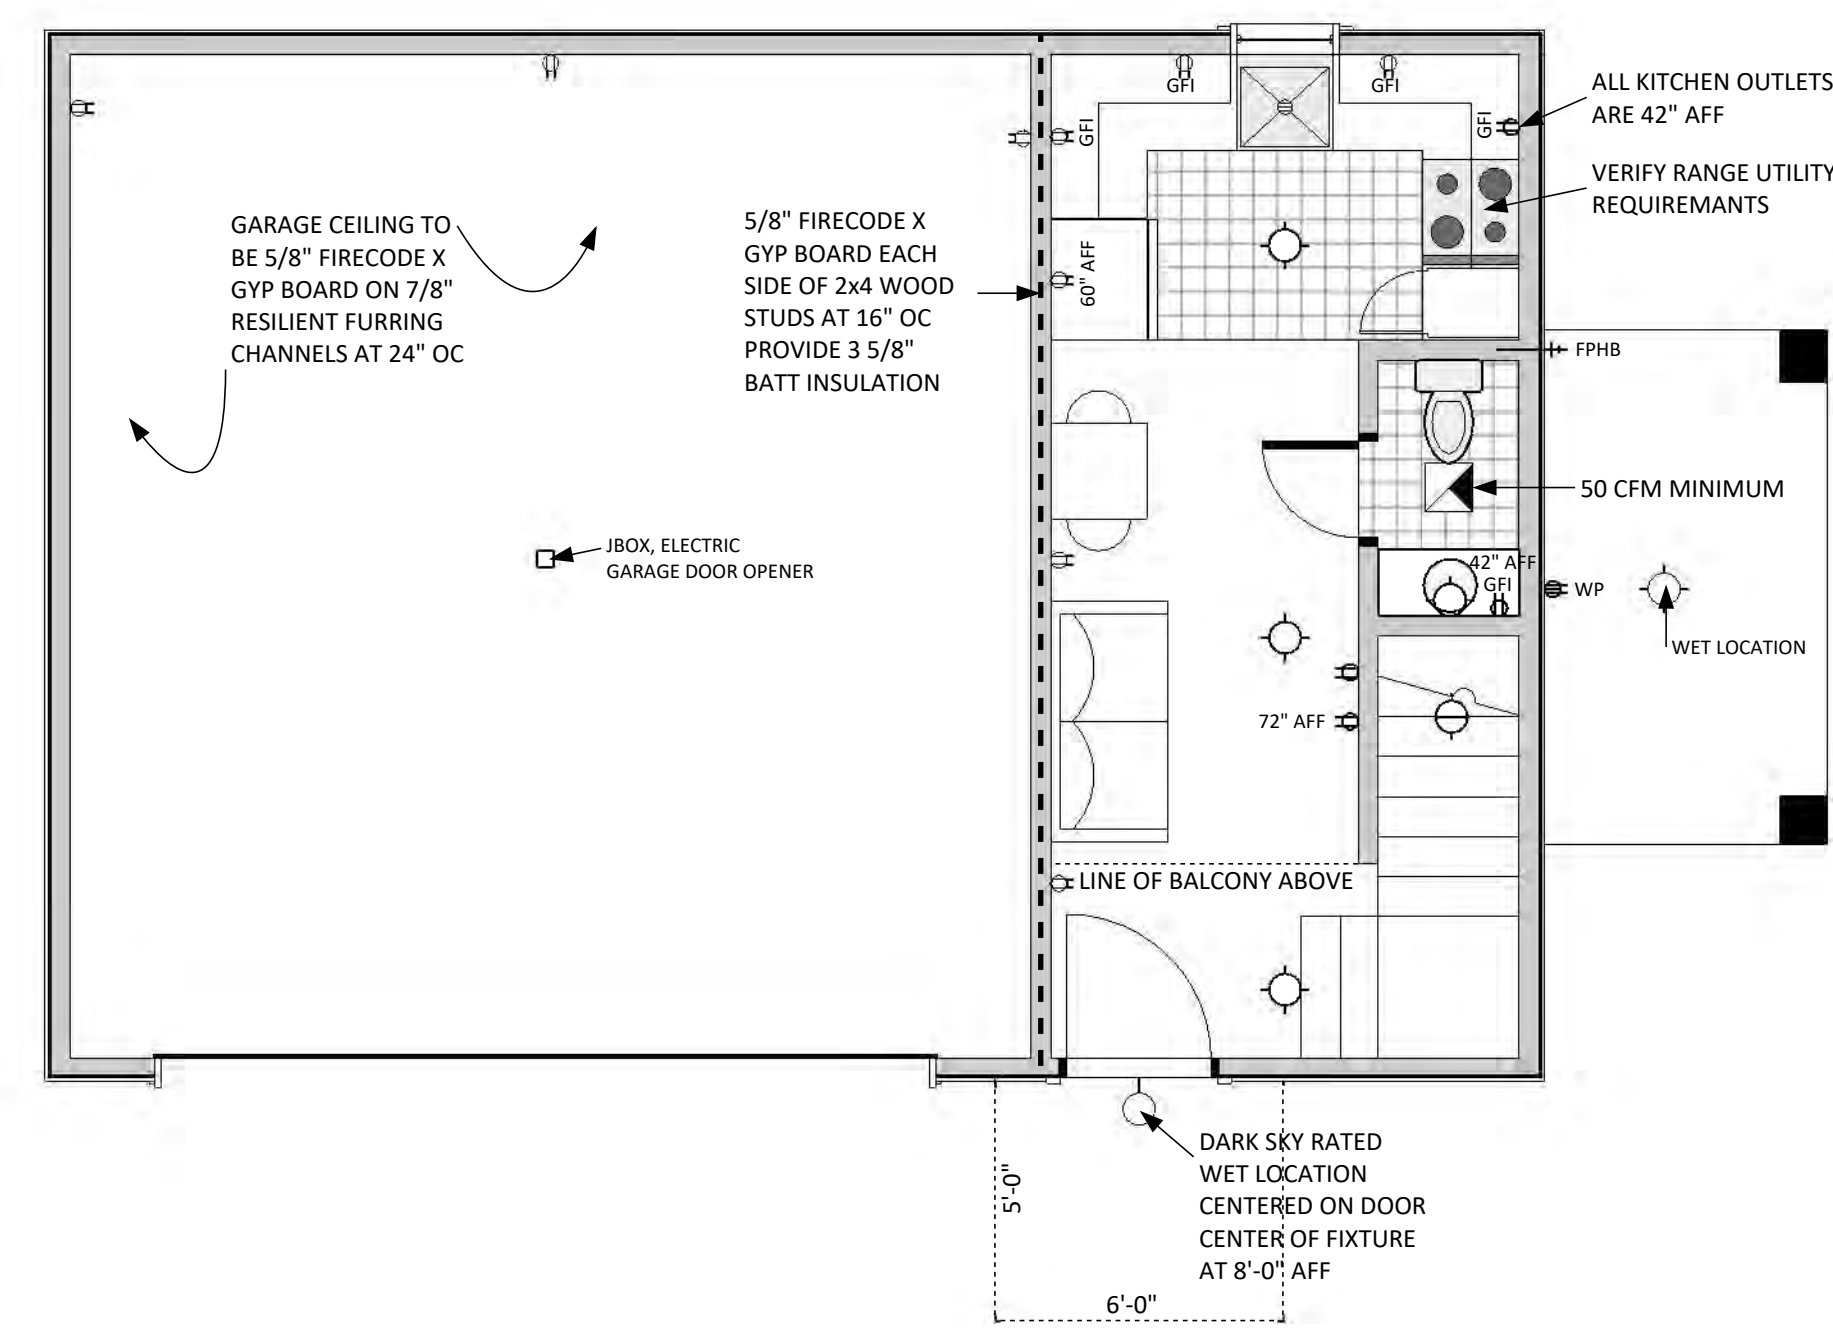 GFI
GFI
GFI
GFI
ALL KITCHEN OUTLETS
ARE 42" AFF
VERIFY RANGE UTILITY
REQUIREMANTS
GARAGE CEILING TO
BE 5/8" FIRECODE X
GYP BOARD ON 7/8"
RESILIENT FURRING
CHANNELS AT 24" OC
5/8" FIRECODE X
GYP BOARD EACH
SIDE OF 2x4 WOOD
STUDS AT 16" OC
PROVIDE 3 5/8"
BATT INSULATION
60" AFF
FPHB
50 CFM MINIMUM
JBOX, ELECTRIC
GARAGE DOOR OPENER
42" AFF
GFI
WP
WET LOCATION
72" AFF
LINE OF BALCONY ABOVE
DARK SKY RATED
WET LOCATION
CENTERED ON DOOR
CENTER OF FIXTURE
AT 8'-0" AFF
5'-0"
6'-0"